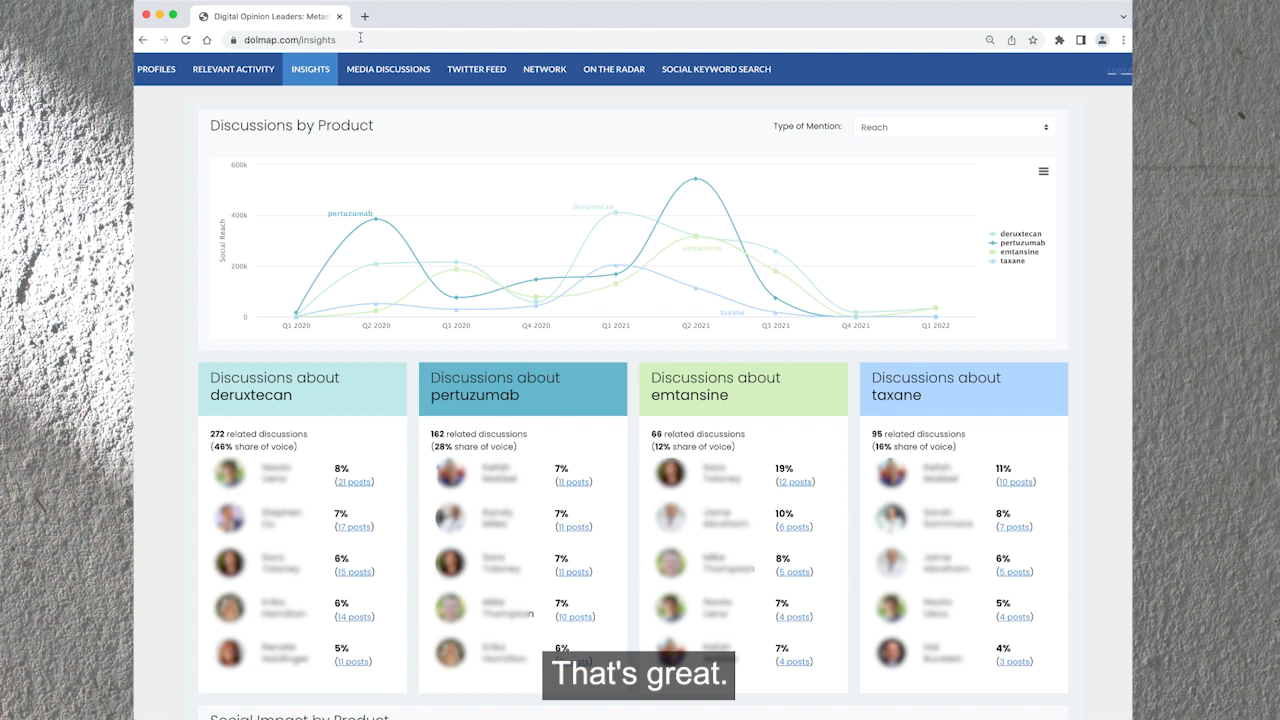 Digital Opinion Leaders: Metas
dolmap.com/insights
PROFILES RELEVANT ACTIVITY INSIGHTS MEDIA DISCUSSIONS TWITTER FEED NETWORK ON THE RADAR SOCIAL KEYWORD SEARCH
Discussions by Product
Type of Mention: Reach
600k
400k
200k
0
Social Reach
pertuzumab
deruxtecan
emtansine
taxane
deruxtecan
pertuzumab
emtansine
taxane
Q1 2020 Q2 2020 Q3 2020 Q4 2020 Q1 2021 Q2 2021 Q3 2021 Q4 2021 Q1 2022
Discussions about
deruxtecan
272 related discussions
(46% share of voice)
8%
(21 posts)
7%
(17 posts)
6%
(15 posts)
6%
(14 posts)
5%
(11 posts)
Discussions about
pertuzumab
162 related discussions
(28% share of voice)
7%
(11 posts)
7%
(11 posts)
7%
(11 posts)
7%
(10 posts)
6%
Discussions about
emtansine
66 related discussions
(12% share of voice)
19%
(12 posts)
10%
(6 posts)
8%
(5 posts)
7%
(4 posts)
7%
(4 posts)
Discussions about
taxane
95 related discussions
(16% share of voice)
11%
(10 posts)
8%
(7 posts)
6%
(5 posts)
5%
(4 posts)
4%
(3 posts)
That's great.
Social Impact by Product